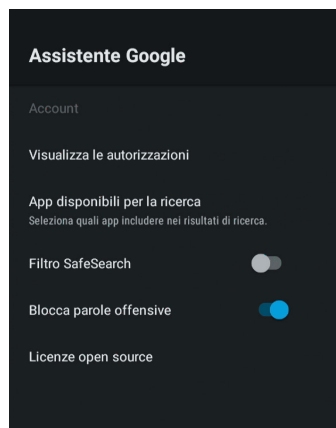 Assistente Google
Account
Visualizza le autorizzazioni
App disponibili per la ricerca
Seleziona quali app includere nei risultati di ricerca.
Filtro SafeSearch
Blocca parole offensive
Licenze open source